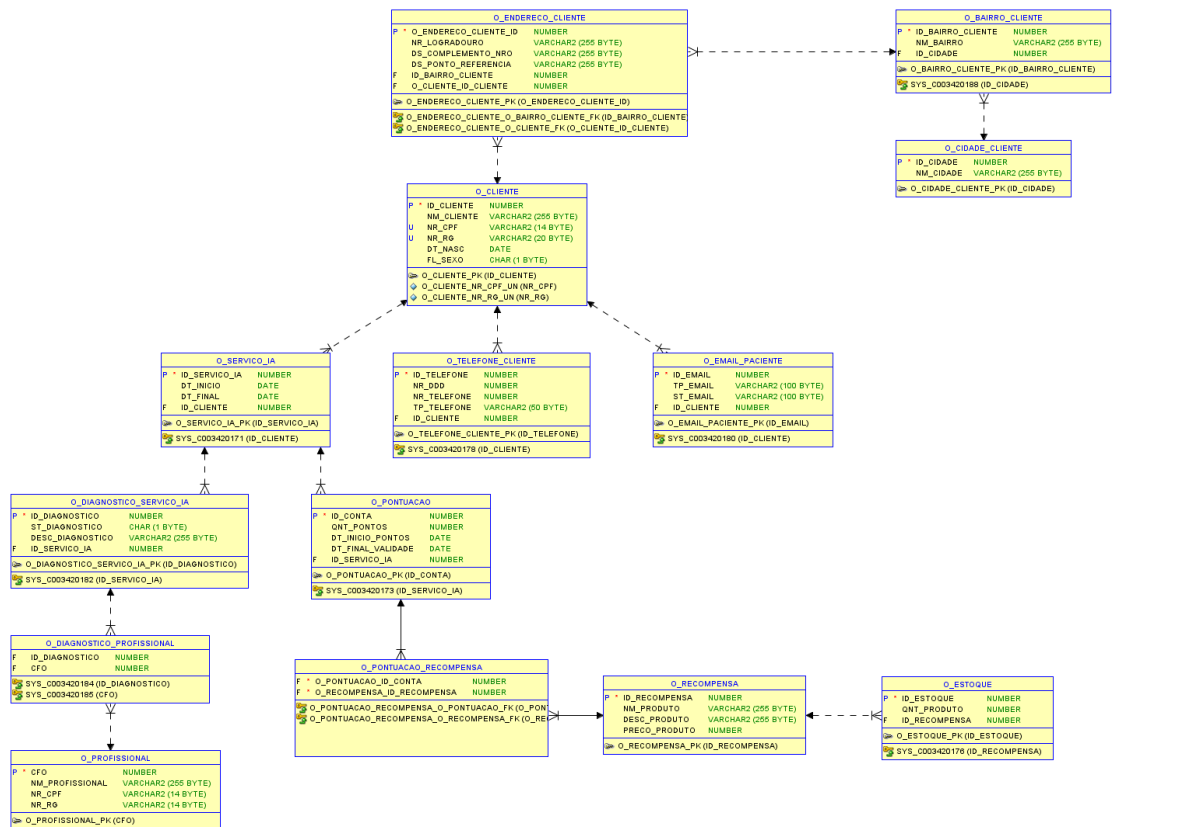 O_ENDERECO_CLIENTE
P * O_ENDERECO_CLIENTE_ID NUMBER
NR_LOGRADOURO VARCHAR2 (255 BYTE)
DS_COMPLEMENTO_NRO VARCHAR2 (255 BYTE)
DS_PONTO_REFERENCIA VARCHAR2 (255 BYTE)
F ID_BAIRRO_CLIENTE NUMBER
F O_CLIENTE_ID_CLIENTE NUMBER
O_ENDERECO_CLIENTE_PK (O_ENDERECO_CLIENTE_ID)
O_ENDERECO_CLIENTE_O_BAIRRO_CLIENTE_FK (ID_BAIRRO_CLIENTE
O_ENDERECO_CLIENTE_O_CLIENTE_FK (O_CLIENTE_ID_CLIENTE)
O_BAIRRO_CLIENTE
P * ID_BAIRRO_CLIENTE NUMBER
NM_BAIRRO VARCHAR2 (255 BYTE)
F ID_CIDADE NUMBER
O_BAIRRO_CLIENTE_PK (ID_BAIRRO_CLIENTE)
SYS_C003420188 (ID_CIDADE)
O_CIDADE_CLIENTE
P * ID_CIDADE NUMBER
NM_CIDADE VARCHAR2 (255 BYTE)
O_CIDADE_CLIENTE_PK (ID_CIDADE)
O_CLIENTE
P * ID_CLIENTE NUMBER
NM_CLIENTE VARCHAR2 (255 BYTE)
U NR_CPF VARCHAR2 (14 BYTE)
U NR_RG VARCHAR2 (20 BYTE)
DT_NASC DATE
FL_SEXO CHAR (1 BYTE)
O_CLIENTE_PK (ID_CLIENTE)
O_CLIENTE_NR_CPF_UN (NR_CPF)
O_CLIENTE_NR_RG_UN (NR_RG)
O_SERVICO_IA
P * ID_SERVICO_IA NUMBER
DT_INICIO DATE
DT_FINAL DATE
F ID_CLIENTE NUMBER
O_SERVICO_IA_PK (ID_SERVICO_IA)
SYS_C003420171 (ID_CLIENTE)
O_TELEFONE_CLIENTE
P * ID_TELEFONE NUMBER
NR_DDD NUMBER
NR_TELEFONE NUMBER
TP_TELEFONE VARCHAR2 (50 BYTE)
F ID_CLIENTE NUMBER
O_TELEFONE_CLIENTE_PK (ID_TELEFONE)
SYS_C003420178 (ID_CLIENTE)
O_EMAIL_PACIENTE
P * ID_EMAIL NUMBER
TP_EMAIL VARCHAR2 (100 BYTE)
ST_EMAIL VARCHAR2 (100 BYTE)
F ID_CLIENTE NUMBER
O_EMAIL_PACIENTE_PK (ID_EMAIL)
SYS_C003420180 (ID_CLIENTE)
O_DIAGNOSTICO_SERVICO_IA
P * ID_DIAGNOSTICO NUMBER
ST_DIAGNOSTICO CHAR (1 BYTE)
DESC_DIAGNOSTICO VARCHAR2 (255 BYTE)
F ID_SERVICO_IA NUMBER
O_DIAGNOSTICO_SERVICO_IA_PK (ID_DIAGNOSTICO)
SYS_C003420182 (ID_SERVICO_IA)
O_PONTUACAO
P * ID_CONTA NUMBER
QNT_PONTOS NUMBER
DT_INICIO_PONTOS DATE
DT_FINAL_VALIDADE DATE
F ID_SERVICO_IA NUMBER
O_PONTUACAO_PK (ID_CONTA)
SYS_C003420173 (ID_SERVICO_IA)
O_DIAGNOSTICO_PROFISSIONAL
F ID_DIAGNOSTICO NUMBER
F CFO NUMBER
SYS_C003420184 (ID_DIAGNOSTICO)
SYS_C003420185 (CFO)
O_PONTUACAO_RECOMPENSA
F * O_PONTUACAO_ID_CONTA NUMBER
F * O_RECOMPENSA_ID_RECOMPENSA NUMBER
O_PONTUACAO_RECOMPENSA_O_PONTUACAO_FK (O_PON
O_PONTUACAO_RECOMPENSA_O_RECOMPENSA_FK (O_RE
O_RECOMPENSA
P * ID_RECOMPENSA NUMBER
NM_PRODUTO VARCHAR2 (255 BYTE)
DESC_PRODUTO VARCHAR2 (255 BYTE)
PRECO_PRODUTO NUMBER
O_RECOMPENSA_PK (ID_RECOMPENSA)
O_ESTOQUE
P * ID_ESTOQUE NUMBER
QNT_PRODUTO NUMBER
F ID_RECOMPENSA NUMBER
O_ESTOQUE_PK (ID_ESTOQUE)
SYS_C003420176 (ID_RECOMPENSA)
O_PROFISSIONAL
P * CFO NUMBER
NM_PROFISSIONAL VARCHAR2 (255 BYTE)
NR_CPF VARCHAR2 (14 BYTE)
NR_RG VARCHAR2 (14 BYTE)
O_PROFISSIONAL_PK (CFO)